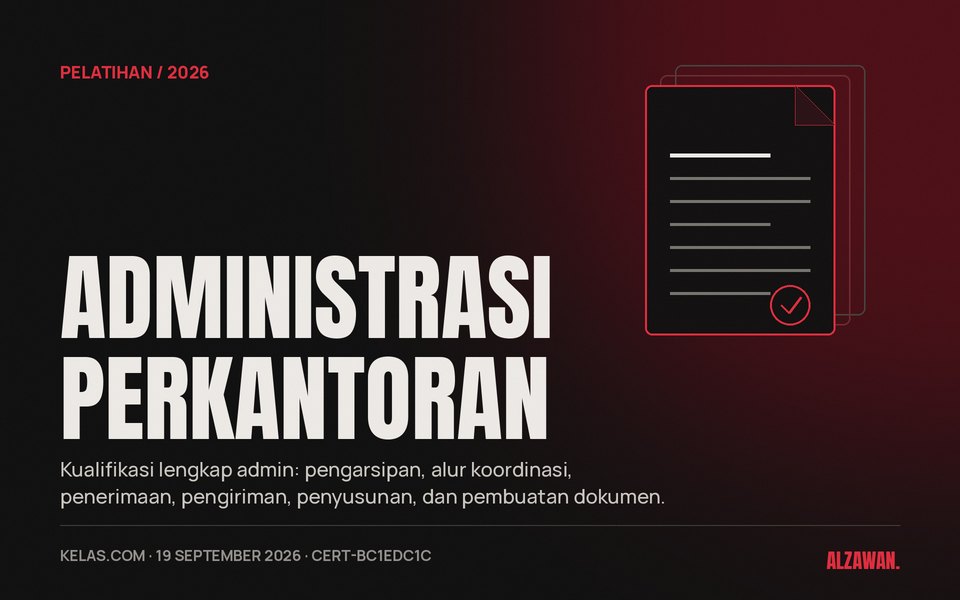 PELATIHAN / 2026
ADMINISTRASI
PERKANTORAN
Kualifikasi lengkap admin: pengarsipan, alur koordinasi,
penerimaan, pengiriman, penyusunan, dan pembuatan dokumen.
KELAS.COM · 19 SEPTEMBER 2026 · CERT-BC1EDC1C
ALZAWAN.